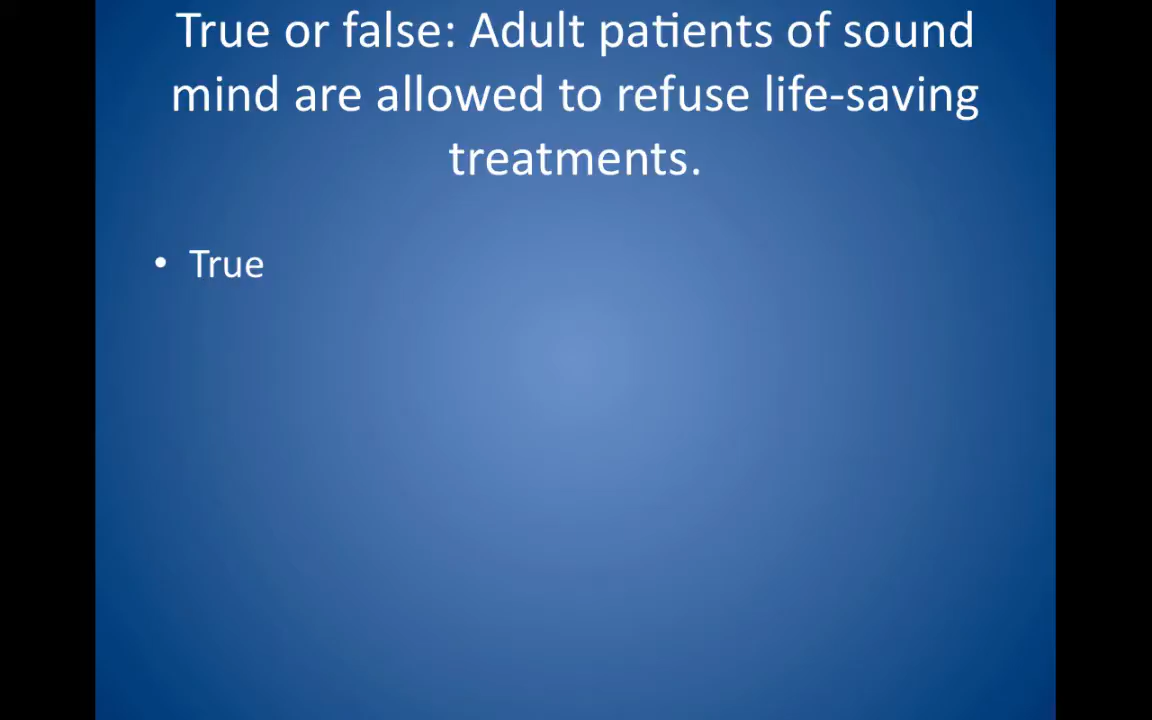 True or false: Adult patients of sound
mind are allowed to refuse life-saving
treatments.
• True